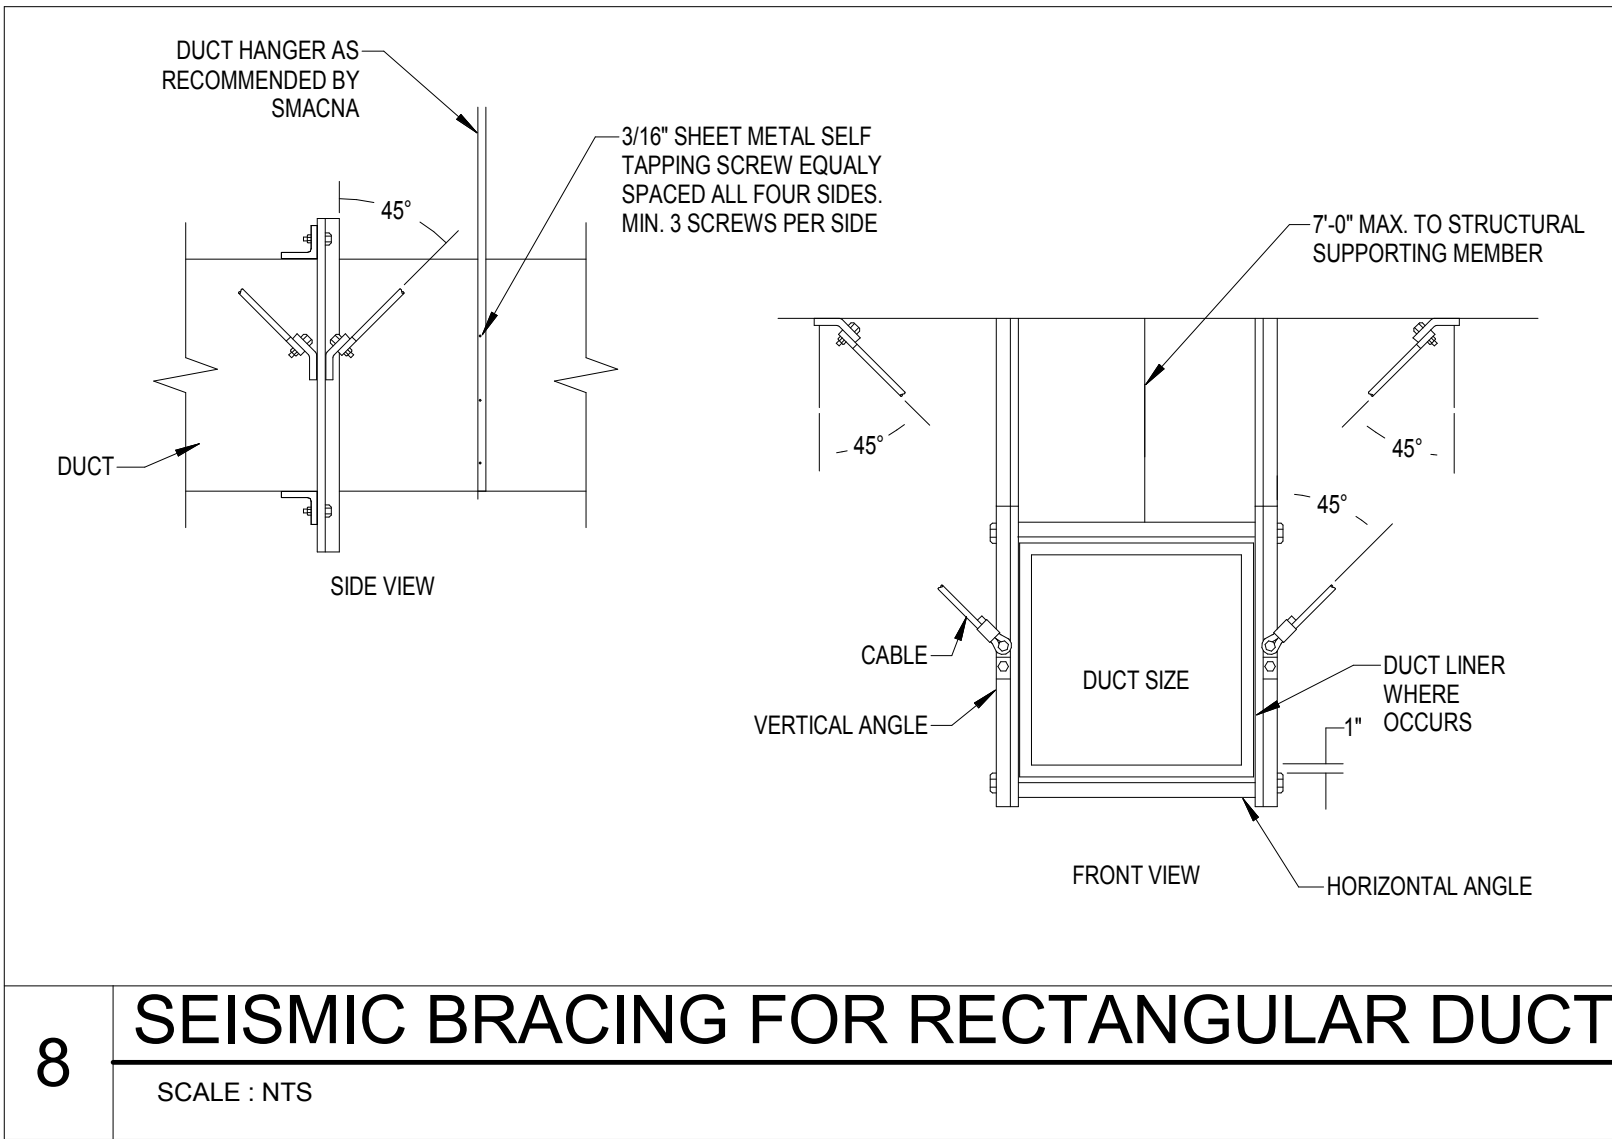 DUCT HANGER AS
RECOMMENDED BY
SMACNA
3/16" SHEET METAL SELF
TAPPING SCREW EQUALY
SPACED ALL FOUR SIDES.
MIN. 3 SCREWS PER SIDE
45°
DUCT
SIDE VIEW
7'-0" MAX. TO STRUCTURAL
SUPPORTING MEMBER
45°
45°
45°
CABLE
VERTICAL ANGLE
DUCT SIZE
DUCT LINER
WHERE
OCCURS
1"
FRONT VIEW
HORIZONTAL ANGLE
8
SEISMIC BRACING FOR RECTANGULAR DUCT
SCALE : NTS